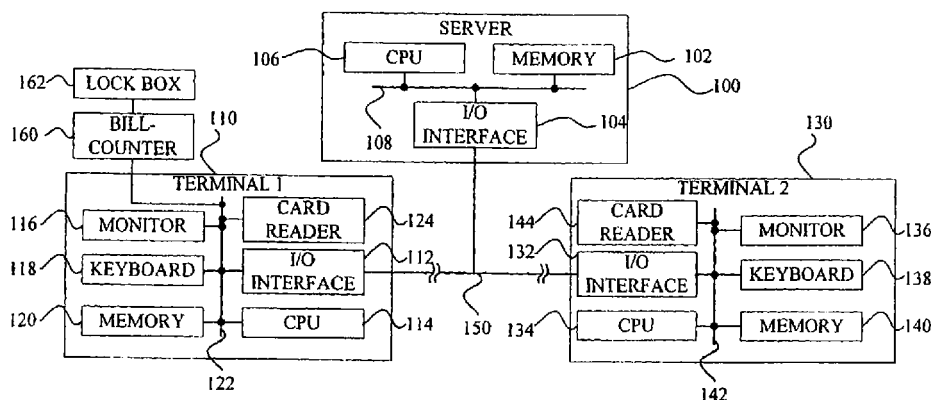 SERVER
106
CPU
MEMORY
102
100
108
I/O
INTERFACE
104
162
LOCK BOX
160
BILL-
COUNTER
110
130
TERMINAL 1
116
MONITOR
CARD
READER
124
118
KEYBOARD
I/O
INTERFACE
112
120
MEMORY
CPU
114
122
150
TERMINAL 2
144
CARD
READER
MONITOR
136
132
I/O
INTERFACE
KEYBOARD
138
134
CPU
MEMORY
140
142